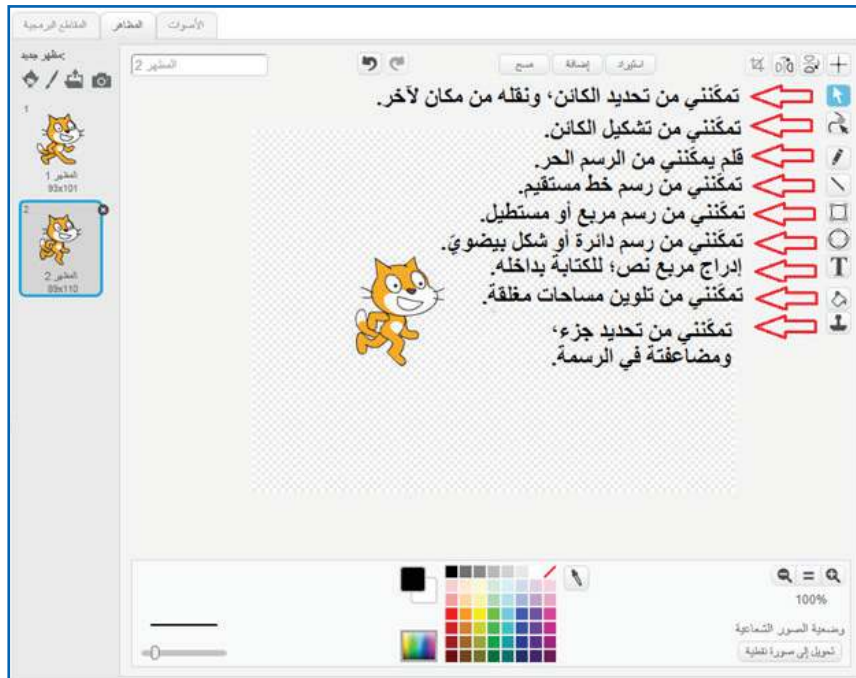 المقاطع البرمجية
المظاهر
الأصوات
مظهر جديد:
1
المظهر 1
93x101
2
المظهر 2
89x110
المظهر 2
مسح
إضافة
استيراد
تمكّنني من تحديد الكائن، ونقله من مكان لآخر.
تمكّنني من تشكيل الكائن.
قلم يمكّنني من الرسم الحر.
تمكّنني من رسم خط مستقيم.
تمكّنني من رسم مربع أو مستطيل.
تمكّنني من رسم دائرة أو شكل بيضويّ.
إدراج مربع نص؛ للكتابة بداخله.
تمكّنني من تلوين مساحات مغلقة.
تمكّنني من تحديد جزء،
ومضاعفتة في الرسمة.
T
100%
وضعية الصور الشعاعية
تحويل إلى صورة نقطية